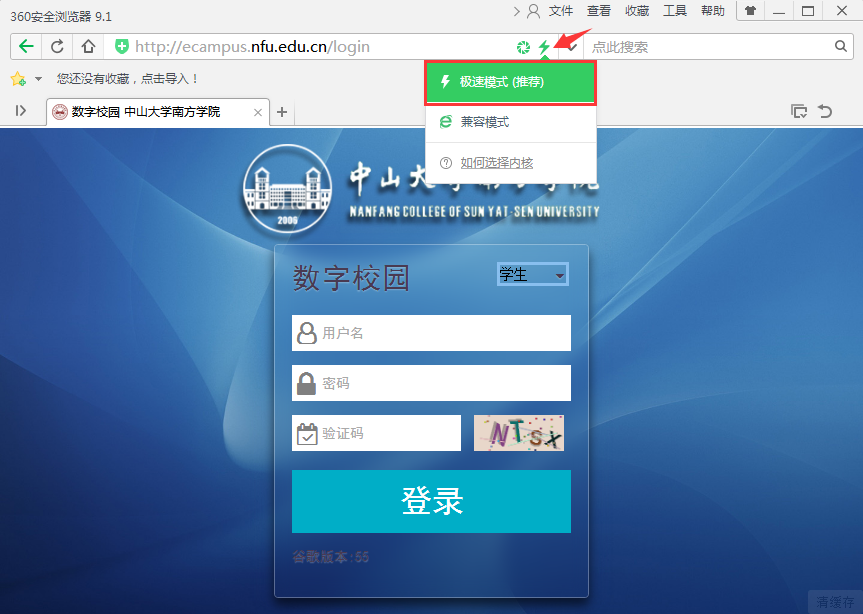 360安全浏览器 9.1
文件 查看 收藏 工具 帮助
http://ecampus.nfu.edu.cn/login
点此搜索
您还没有收藏，点击导入！
极速模式 (推荐)
数字校园 中山大学南方学院
兼容模式
如何选择内核
中山大
NANFANG COLLEGE OF SUN YAT-SEN UNIVERSITY
2006
数字校园
学生
用户名
密码
验证码
NTSX
登录
谷歌版本:55
清缓存